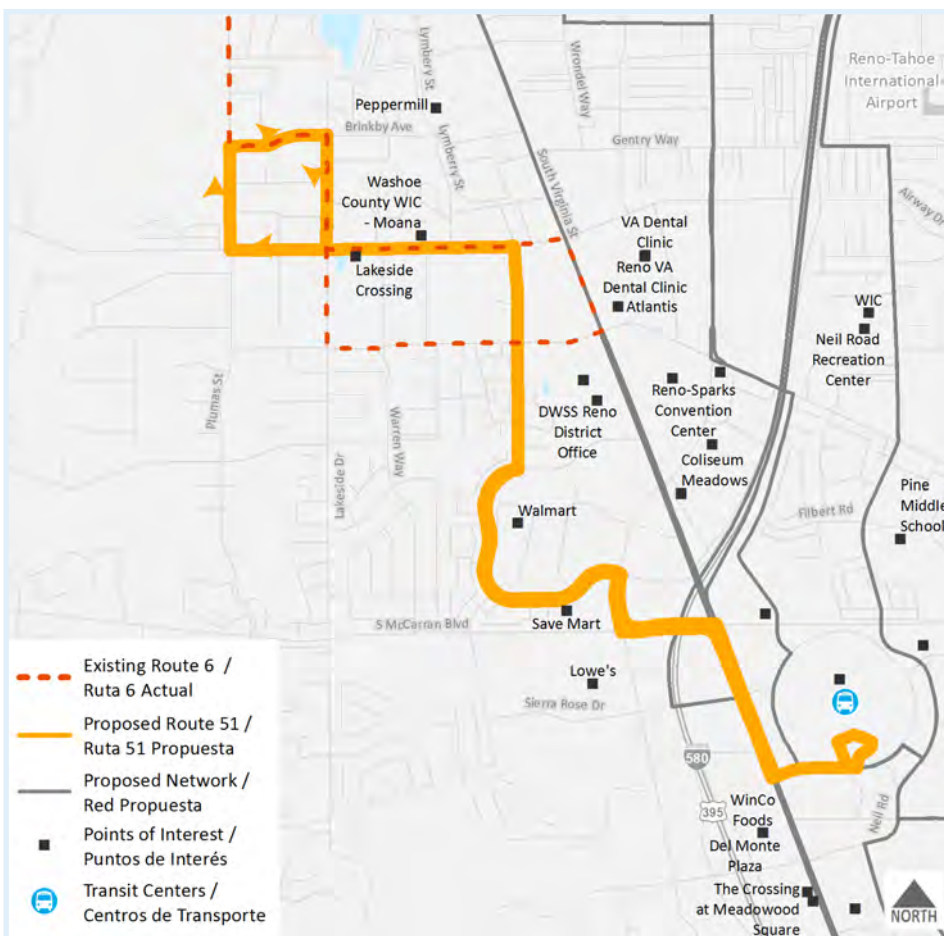 Lymbery St
Wrondel Way
Reno-Tahoe
Internationale
Airport
Peppermill
Brinkby Ave
Lymberry St
Gentry Way
South Virginia St
Washoe
County WIC
- Moana
Airway Dr
VA Dental
Clinic
Reno VA
Dental Clinic
Atlantis
Lakeside
Crossing
WIC
Neil Road
Recreation
Center
Plumas St
Lakeside Dr
Warren Way
DWSS Reno
District
Office
Reno-Sparks
Convention
Center
Coliseum
Meadows
Pine
Middle
School
Filbert Rd
Walmart
S McCarran Blvd
Save Mart
Lowe's
Sierra Rose Dr
580
395
WinCo
Foods
Del Monte
Plaza
Neil Rd
The Crossing
at Meadowood
Square
NORTH
Existing Route 6 /
Ruta 6 Actual
Proposed Route 51 /
Ruta 51 Propuesta
Proposed Network /
Red Propuesta
Points of Interest /
Puntos de Interés
Transit Centers /
Centros de Transporte